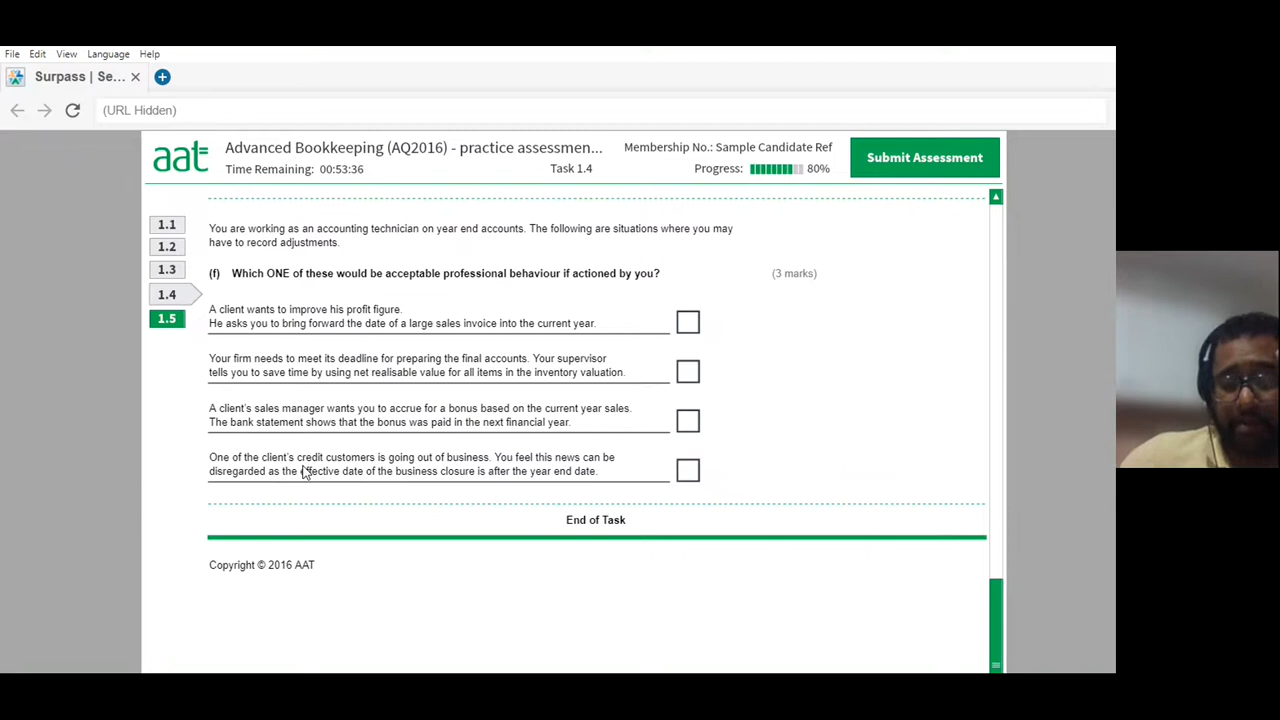 File Edit View Language Help
Surpass | Se...
(URL Hidden)
aat
Advanced Bookkeeping (AQ2016) - practice assessmen...
Membership No.: Sample Candidate Ref
Submit Assessment
Time Remaining: 00:53:36
Task 1.4
Progress: 80%
1.1
1.2
1.3
1.4
1.5
You are working as an accounting technician on year end accounts. The following are situations where you may
have to record adjustments.
(f) Which ONE of these would be acceptable professional behaviour if actioned by you? (3 marks)
A client wants to improve his profit figure.
He asks you to bring forward the date of a large sales invoice into the current year.
Your firm needs to meet its deadline for preparing the final accounts. Your supervisor
tells you to save time by using net realisable value for all items in the inventory valuation.
A client's sales manager wants you to accrue for a bonus based on the current year sales.
The bank statement shows that the bonus was paid in the next financial year.
One of the client's credit customers is going out of business. You feel this news can be
disregarded as the effective date of the business closure is after the year end date.
End of Task
Copyright © 2016 AAT